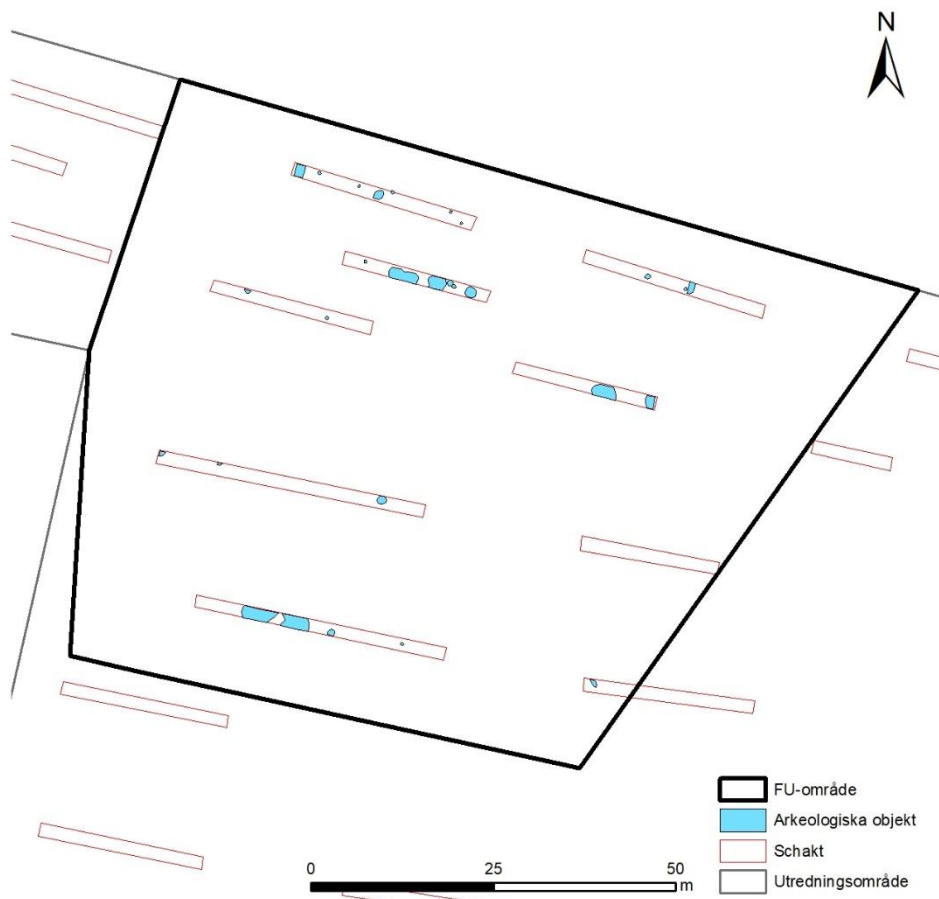 N
FU-område
Arkeologiska objekt
Schakt
Utredningsområde
0 25 50
m